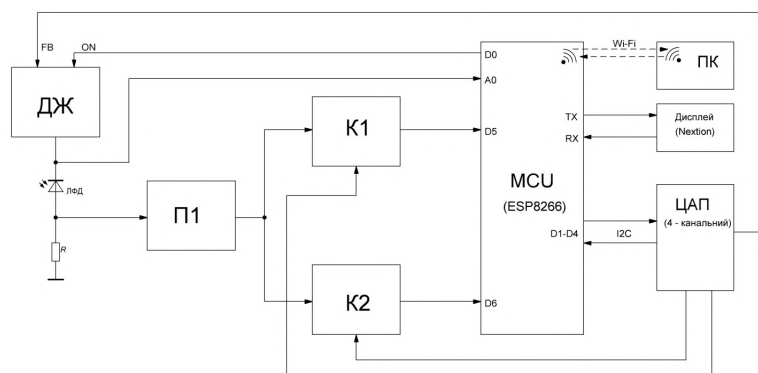 FB
ON
D0
Wi-Fi
ПК
ДЖ
A0
К1
D5
TX
RX
Дисплей
(Nextion)
MCU
(ESP8266)
ЛФД
П1
ЦАП
(4 - канальний)
D1-D4
I2C
R
К2
D6